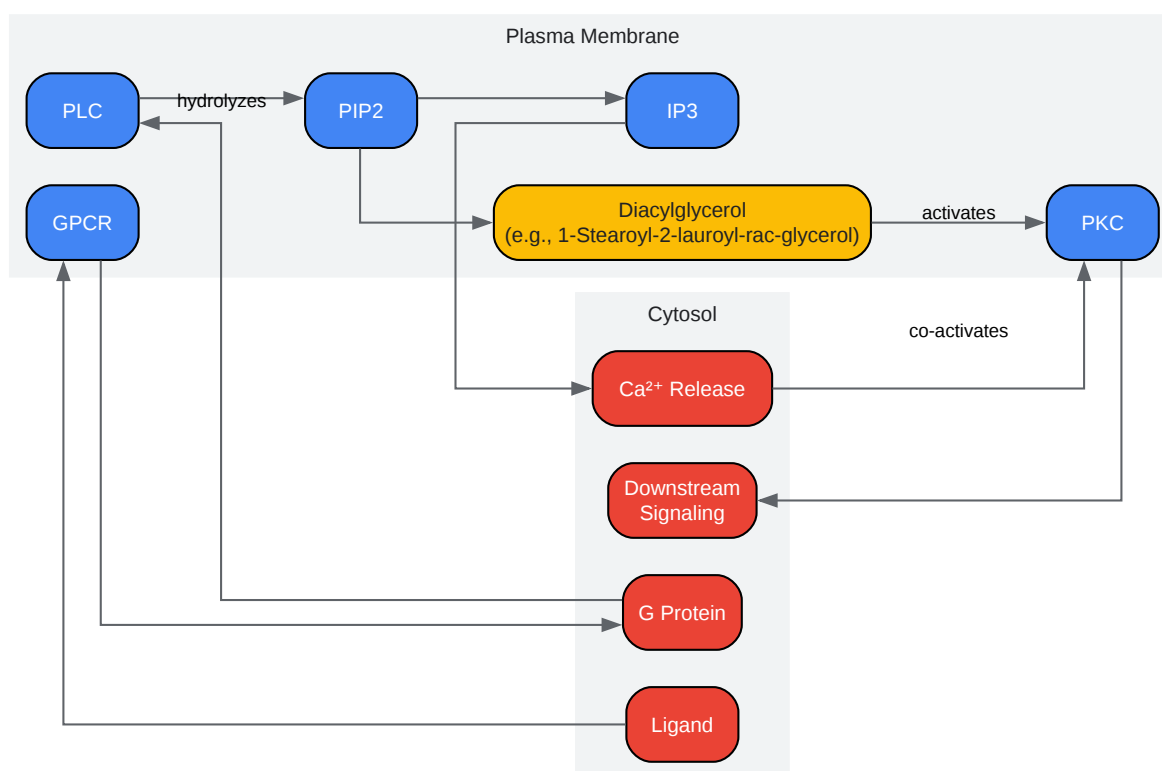 Plasma Membrane
PLC
hydrolyzes
PIP2
IP3
GPCR
Diacylglycerol
(e.g., 1-Stearoyl-2-lauroyl-rac-glycerol)
activates
PKC
Cytosol
co-activates
Ca²⁺ Release
Downstream
Signaling
G Protein
Ligand